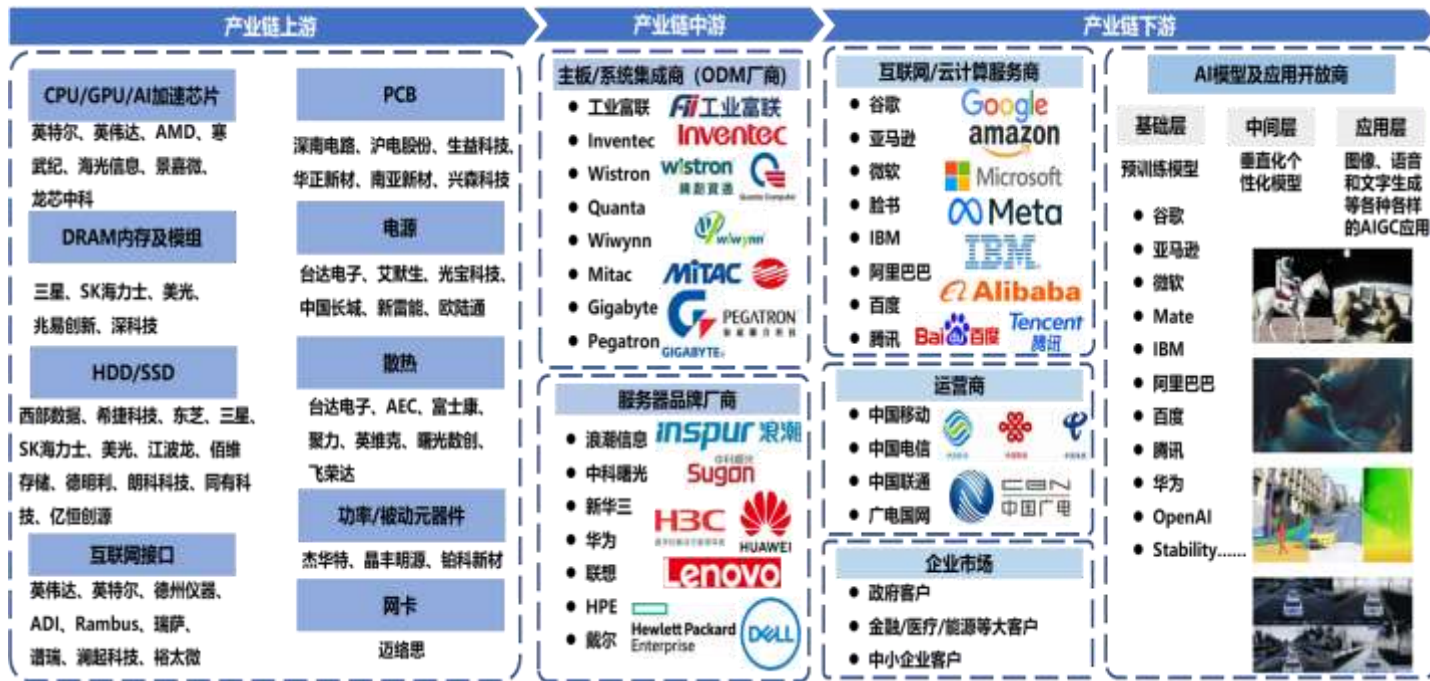 产业链上游
产业链中游
产业链下游
CPU/GPU/AI加速芯片
英特尔、英伟达、AMD、寒
武纪、海光信息、景嘉微、
龙芯中科
DRAM内存及模组
三星、SK海力士、美光、
兆易创新、深科技
HDD/SSD
西部数据、希捷科技、东芝、三星、
SK海力士、美光、江波龙、佰维
存储、德明利、朗科科技、同有科
技、亿恒创源
互联网接口
英伟达、英特尔、德州仪器、
ADI、Rambus、瑞萨、
谱瑞、澜起科技、裕太微
PCB
深南电路、沪电股份、生益科技、
华正新材、南亚新材、兴森科技
电源
台达电子、艾默生、光宝科技、
中国长城、新雷能、欧陆通
散热
台达电子、AEC、富士康、
聚力、英维克、曙光数创、
飞荣达
功率/被动元器件
杰华特、晶丰明源、铂科新材
网卡
迈络思
主板/系统集成商（ODM厂商）
● 工业富联
● Inventec
● Wistron
● Quanta
● Wiwynn
● Mitac
● Gigabyte
● Pegatron
Fii工业富联
Inventec
wistron
緯創資通
Quanta Computer
wiwynn
MiTAC
PEGATRON
GIGABYTE
服务器品牌厂商
● 浪潮信息
● 中科曙光
● 新华三
● 华为
● 联想
● HPE
● 戴尔
inspur 浪潮
中科曙光
Sugon
H3C
HUAWEI
Lenovo
Hewlett Packard
Enterprise
DELL
互联网/云计算服务商
● 谷歌
● 亚马逊
● 微软
● 脸书
● IBM
● 阿里巴巴
● 百度
● 腾讯
Google
amazon
Microsoft
Meta
IBM
Alibaba
Bai百度
Tencent
腾讯
运营商
● 中国移动
● 中国电信
● 中国联通
● 广电国网
CBN
中国广电
企业市场
● 政府客户
● 金融/医疗/能源等大客户
● 中小企业客户
AI模型及应用开放商
基础层
中间层
应用层
预训练模型
垂直化个
性化模型
图像、语音
和文字生成
等各种各样
的AIGC应用
● 谷歌
● 亚马逊
● 微软
● Mate
● IBM
● 阿里巴巴
● 百度
● 腾讯
● 华为
● OpenAI
● Stability......